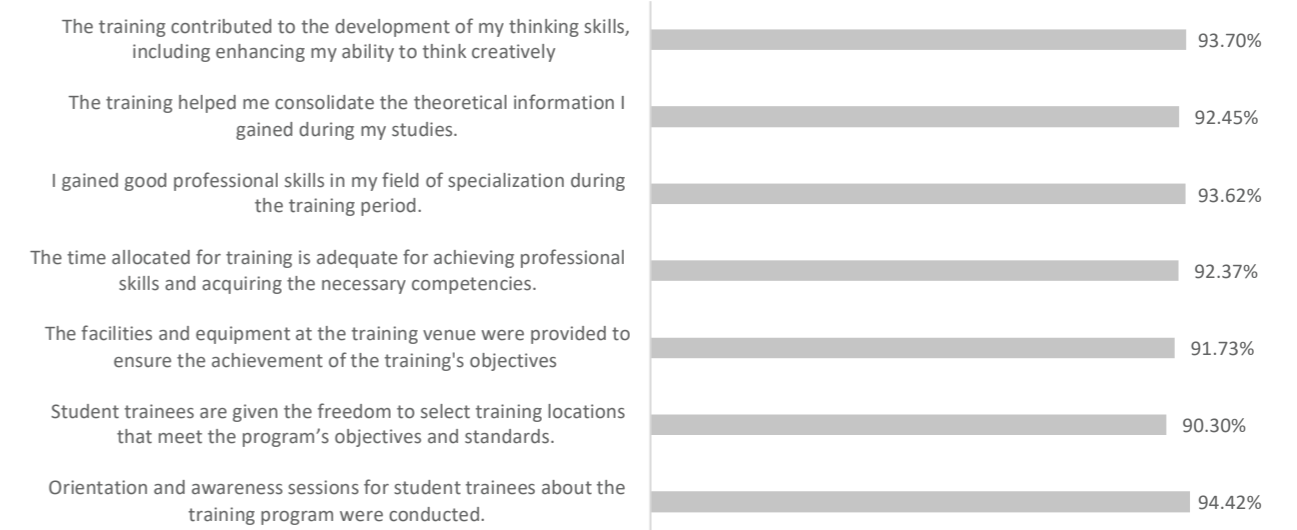 The training contributed to the development of my thinking skills,
including enhancing my ability to think creatively
93.70%
The training helped me consolidate the theoretical information I
gained during my studies.
92.45%
I gained good professional skills in my field of specialization during
the training period.
93.62%
The time allocated for training is adequate for achieving professional
skills and acquiring the necessary competencies.
92.37%
The facilities and equipment at the training venue were provided to
ensure the achievement of the training's objectives
91.73%
Student trainees are given the freedom to select training locations
that meet the program’s objectives and standards.
90.30%
Orientation and awareness sessions for student trainees about the
training program were conducted.
94.42%